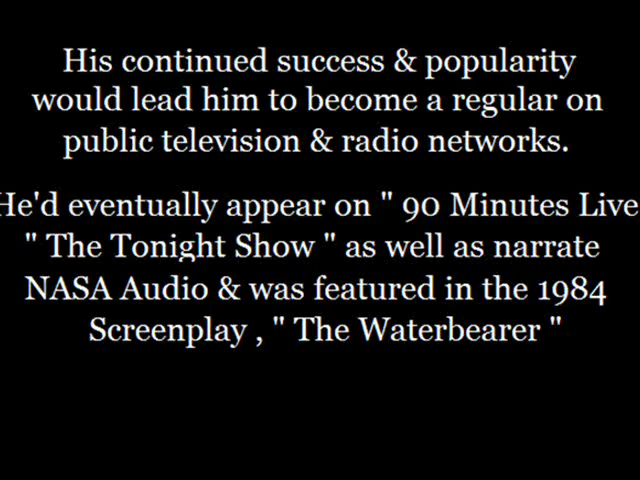 His continued success & popularity
would lead him to become a regular on
public television & radio networks.
He'd eventually appear on " 90 Minutes Live
" The Tonight Show " as well as narrate
NASA Audio & was featured in the 1984
Screenplay , " The Waterbearer "